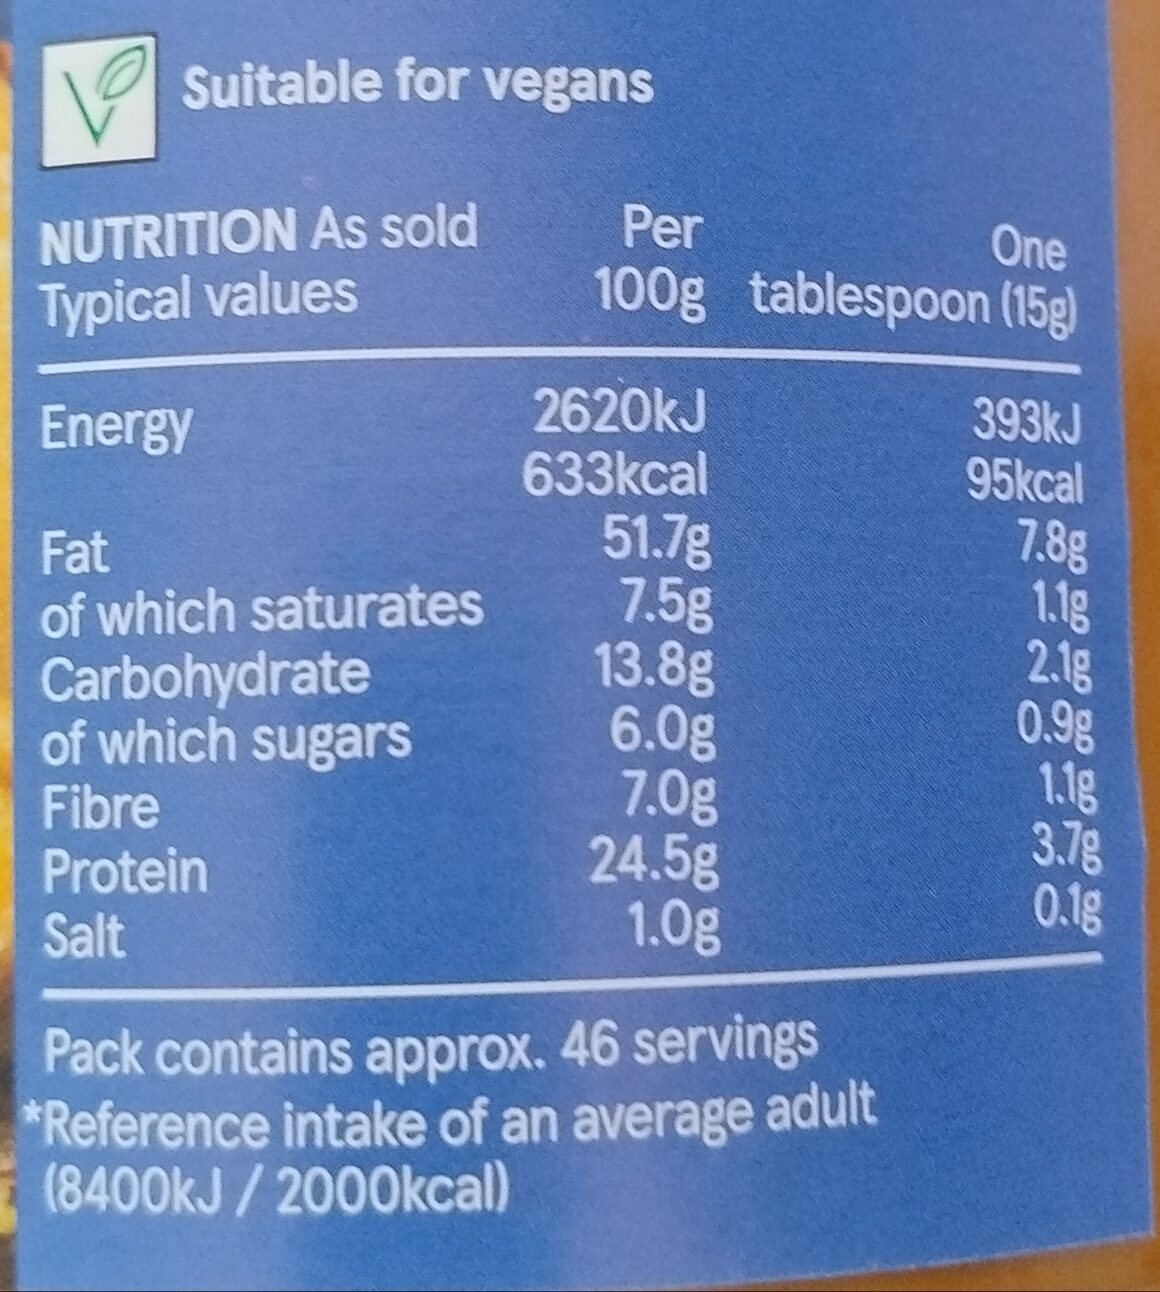 Suitable for vegans
NUTRITION As sold Per One
Typical values 100g tablespoon (15g)
Energy 2620kJ 393kJ
633kcal 95kcal
Fat 51.7g 7.8g
of which saturates 7.5g 1.1g
Carbohydrate 13.8g 2.1g
of which sugars 6.0g 0.9g
Fibre 7.0g 1.1g
Protein 24.5g 3.7g
Salt 1.0g 0.1g
Pack contains approx. 46 servings
*Reference intake of an average adult
(8400kJ / 2000kcal)